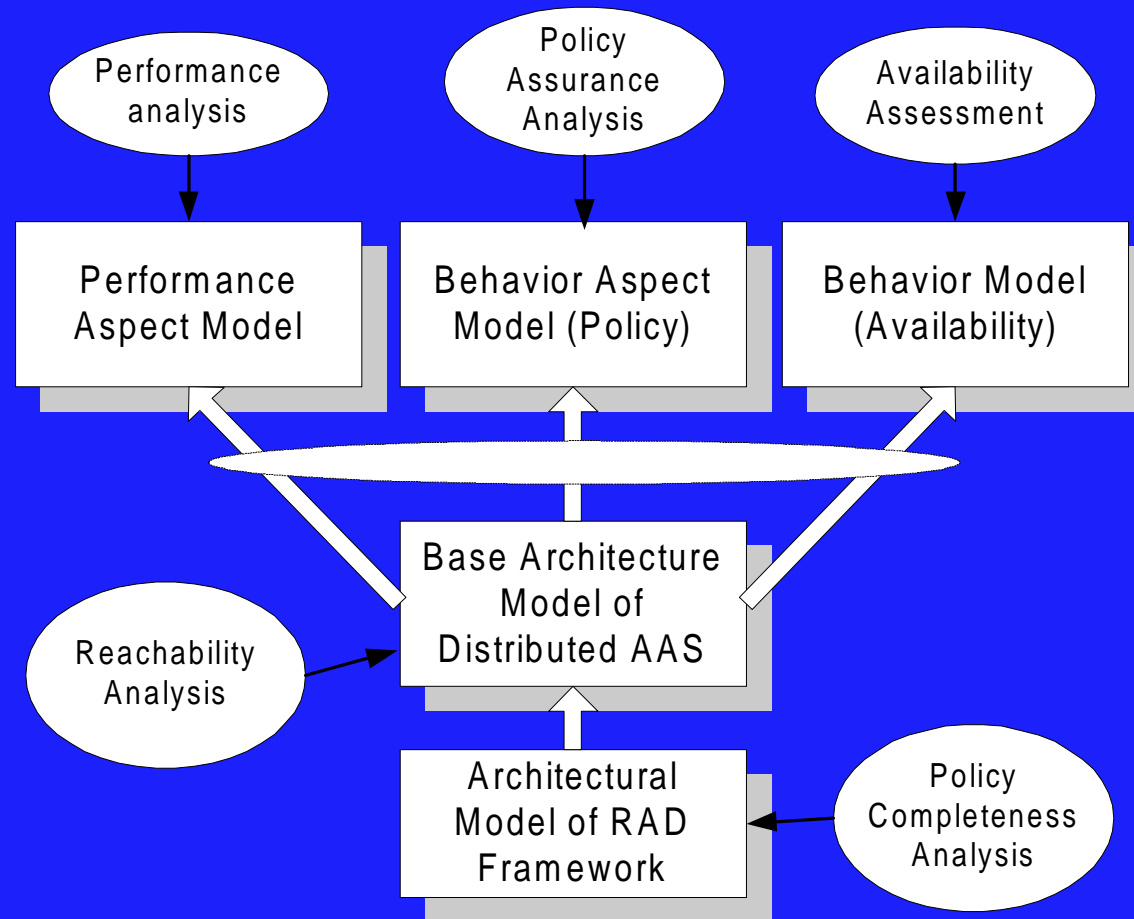 Performance
analysis
Policy
Assurance
Analysis
Availability
Assessment
Performance
Aspect Model
Behavior Aspect
Model (Policy)
Behavior Model
(Availability)
Base Architecture
Model of
Distributed AAS
Reachability
Analysis
Architectural
Model of RAD
Framework
Policy
Completeness
Analysis